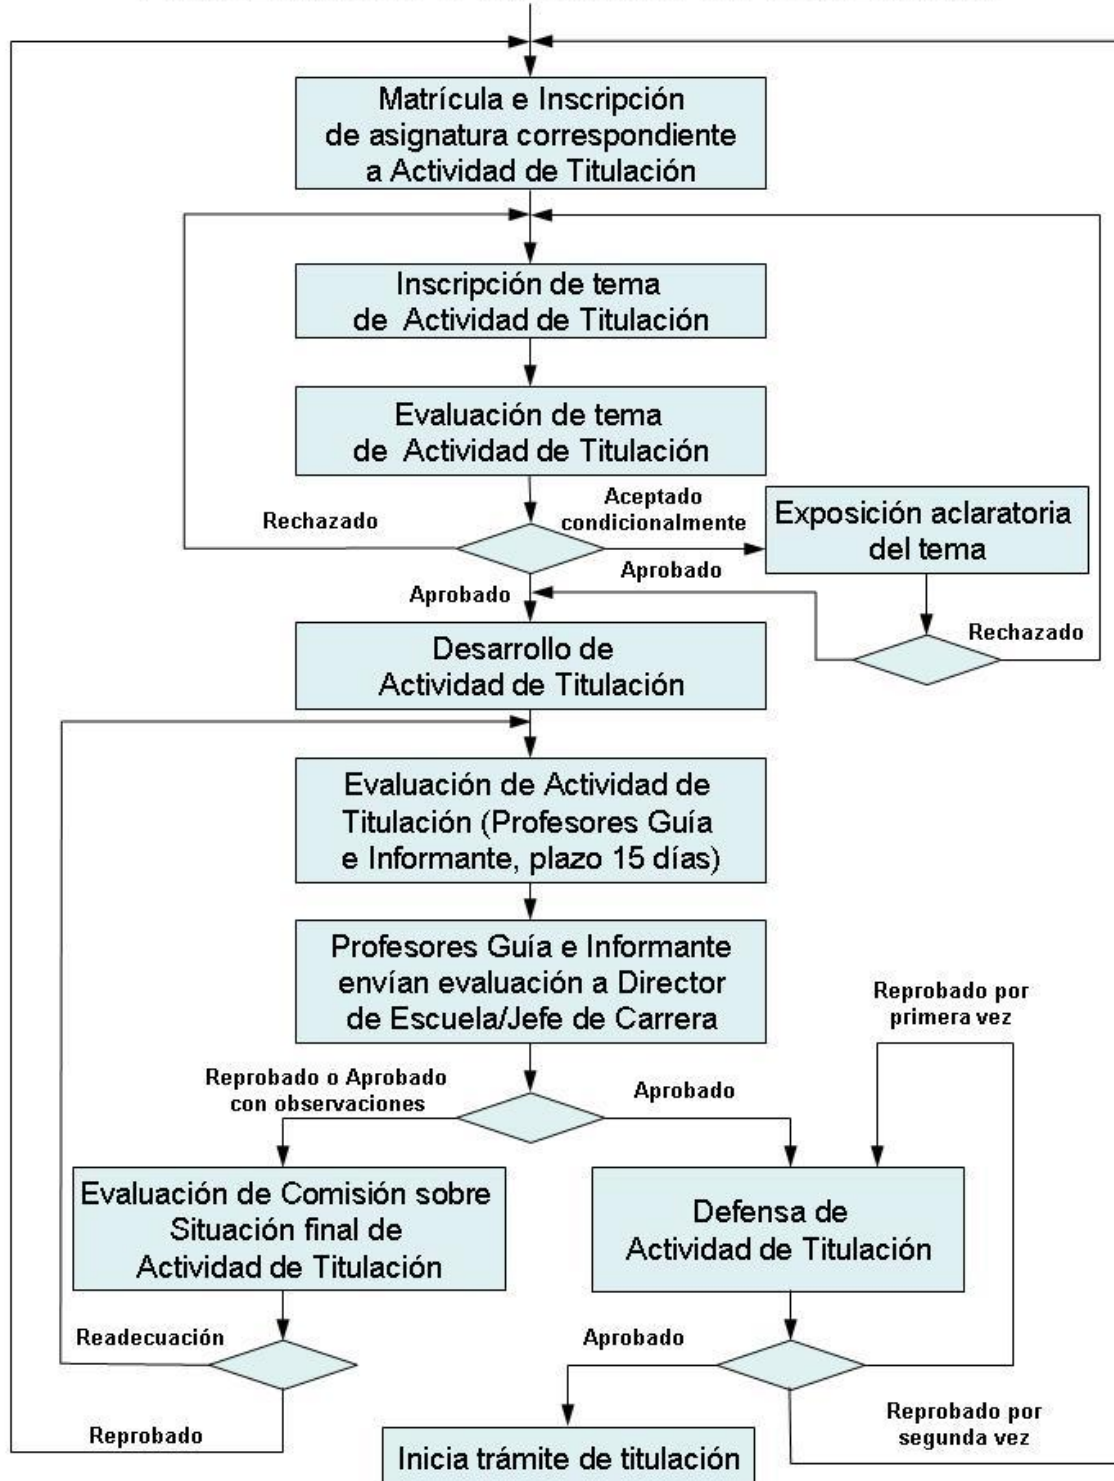 Matrícula e Inscripción
de asignatura correspondiente
a Actividad de Titulación
Inscripción de tema
de Actividad de Titulación
Evaluación de tema
de Actividad de Titulación
Rechazado
Aceptado
condicionalmente
Exposición aclaratoria
del tema
Aprobado
Aprobado
Rechazado
Desarrollo de
Actividad de Titulación
Evaluación de Actividad de
Titulación (Profesores Guía
e Informante, plazo 15 días)
Profesores Guía e Informante
envían evaluación a Director
de Escuela/Jefe de Carrera
Reprobado por
primera vez
Reprobado o Aprobado
con observaciones
Aprobado
Evaluación de Comisión sobre
Situación final de
Actividad de Titulación
Defensa de
Actividad de Titulación
Readecuación
Aprobado
Reprobado
Reprobado por
segunda vez
Inicia trámite de titulación